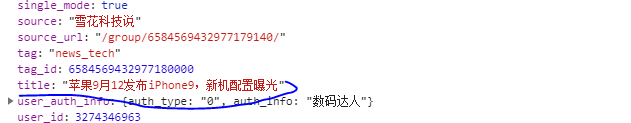 single_mode: true
source: "雪花科技说"
source_url: "/group/6584569432977179140/"
tag: "news_tech"
tag_id: 6584569432977180000
title: "苹果9月12发布iPhone9，新机配置曝光"
user_auth_info: {auth_type: "0", auth_info: "数码达人"}
user_id: 3274346963